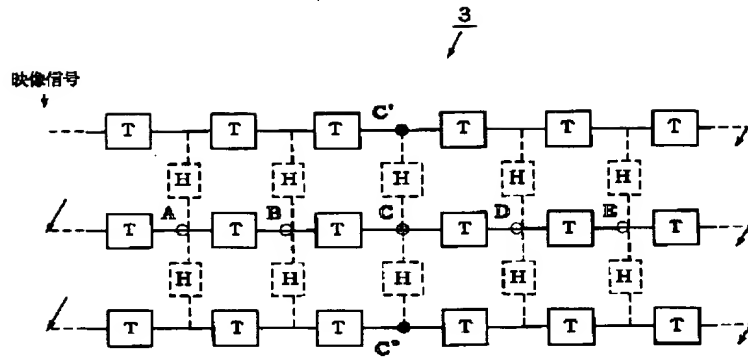 3
映像信号
C'
T T T T T T
H H H H H
A B C D E
T T T T T T
H H H H H
T T T T T T
C"